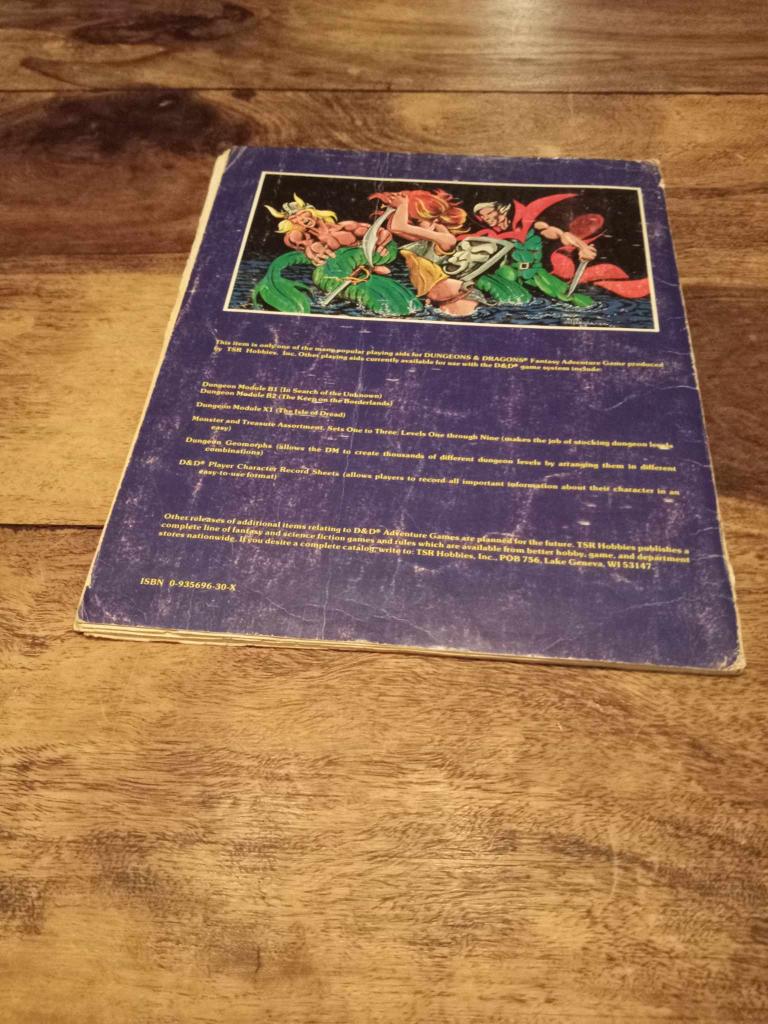 This item is only one of the many popular playing aids for DUNGEONS & DRAGONS® Fantasy Adventure Game produced
by TSR Hobbies, Inc. Other playing aids currently available for use with the D&D® game system include:
Dungeon Module B1 (In Search of the Unknown)
Dungeon Module B2 (The Keep on the Borderlands)
Dungeon Module X1 (The Isle of Dread)
Monster and Treasure Assortment, Sets One to Three: Levels One through Nine (makes the job of stocking dungeon levels
easy)
Dungeon Geomorphs (allows the DM to create thousands of different dungeon levels by arranging them in different
combinations)
D&D® Player Character Record Sheets (allows players to record all important information about their character in an
easy-to-use format)
Other releases of additional items relating to D&D® Adventure Games are planned for the future. TSR Hobbies publishes a
complete line of fantasy and science fiction games and rules which are available from better hobby, game, and department
stores nationwide. If you desire a complete catalog, write to: TSR Hobbies, Inc., POB 756, Lake Geneva, WI 53147.
ISBN 0-935696-30-X